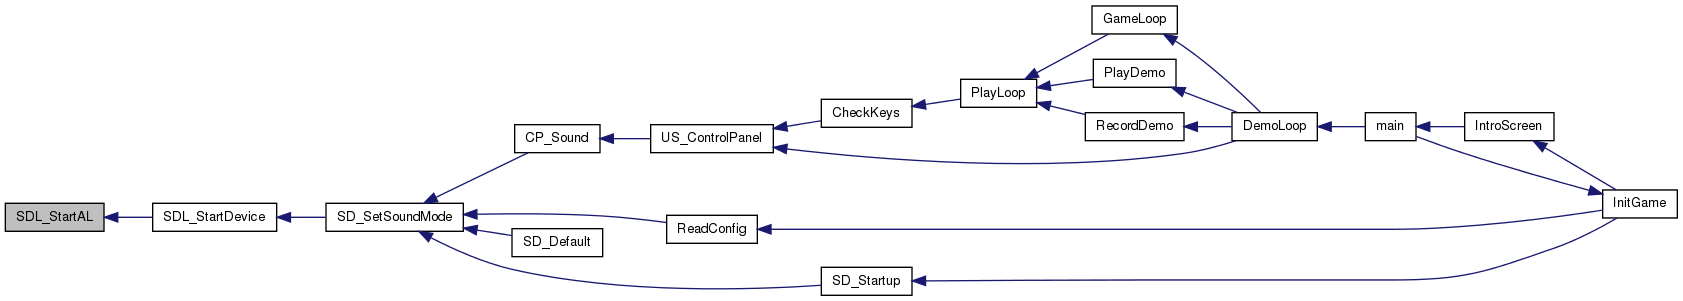 GameLoop
PlayDemo
PlayLoop
CheckKeys
RecordDemo
DemoLoop
main
IntroScreen
CP_Sound
US_ControlPanel
InitGame
SDL_StartAL
SDL_StartDevice
SD_SetSoundMode
ReadConfig
SD_Default
SD_Startup